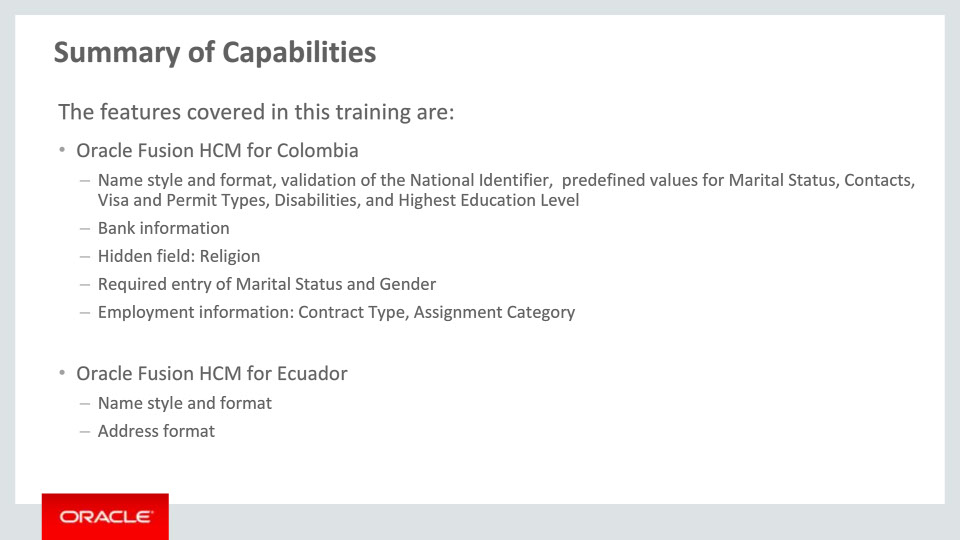 Summary of Capabilities
The features covered in this training are:
• Oracle Fusion HCM for Colombia
– Name style and format, validation of the National Identifier,  predefined values for Marital Status, Contacts,
Visa and Permit Types, Disabilities, and Highest Education Level
– Bank information
– Hidden field: Religion
– Required entry of Marital Status and Gender
– Employment information: Contract Type, Assignment Category
• Oracle Fusion HCM for Ecuador
– Name style and format
– Address format
ORACLE